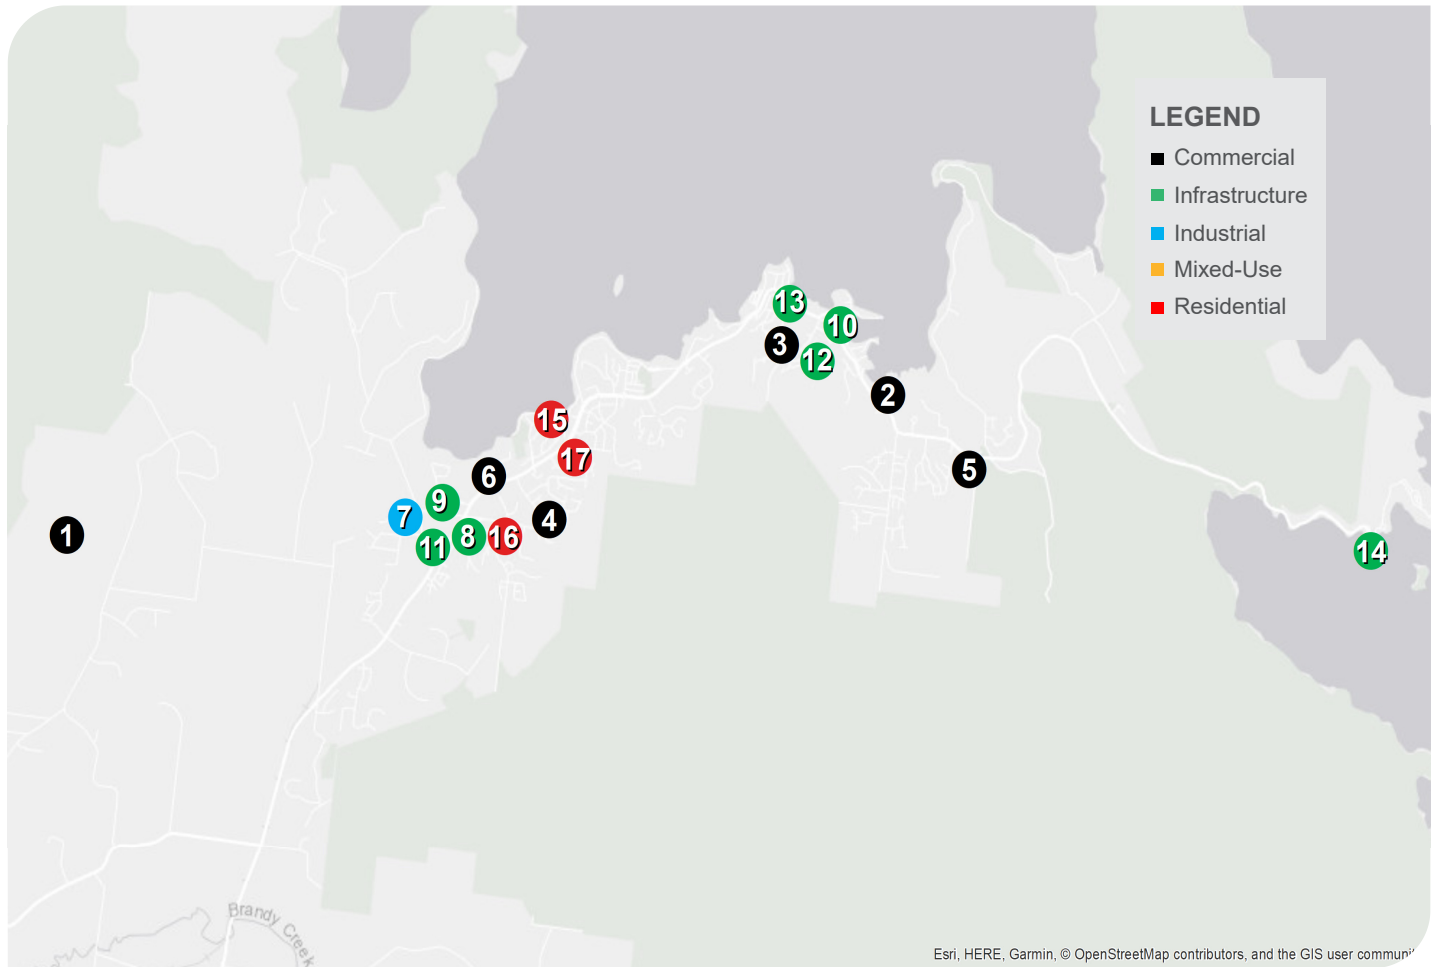 LEGEND
Commercial
Infrastructure
Industrial
Mixed-Use
Residential
13
10
3
12
2
15
17
5
6
9
7
4
1
8
16
11
14
Brandy Creek
Esri, HERE, Garmin, © OpenStreetMap contributors, and the GIS user communi